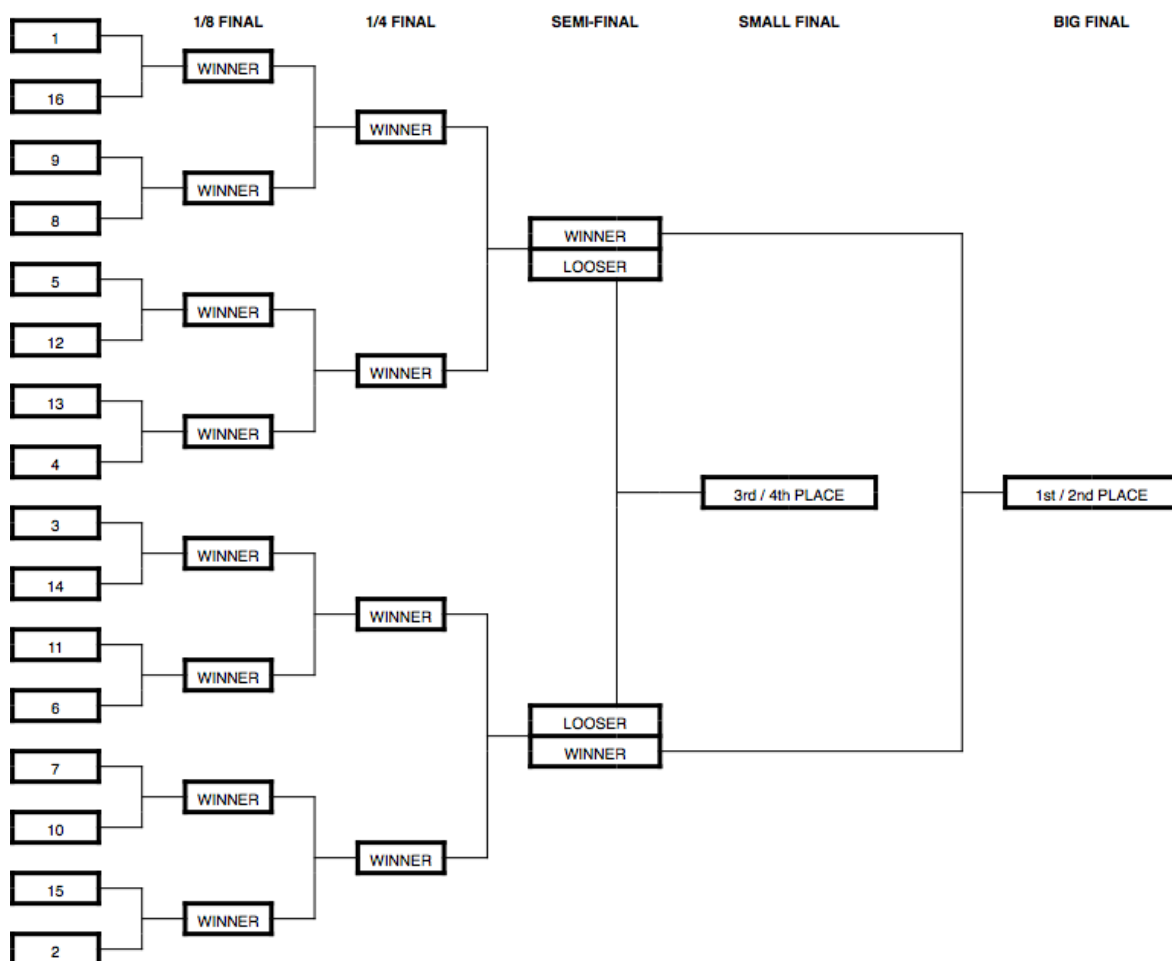 1/8 FINAL 1/4 FINAL SEMI-FINAL SMALL FINAL BIG FINAL
1
WINNER
16
WINNER
9
WINNER
8
WINNER
LOOSER
5
WINNER
12
WINNER
13
WINNER
4
3rd / 4th PLACE 1st / 2nd PLACE
3
WINNER
14
WINNER
11
WINNER
6
LOOSER
WINNER
7
WINNER
10
WINNER
15
WINNER
2